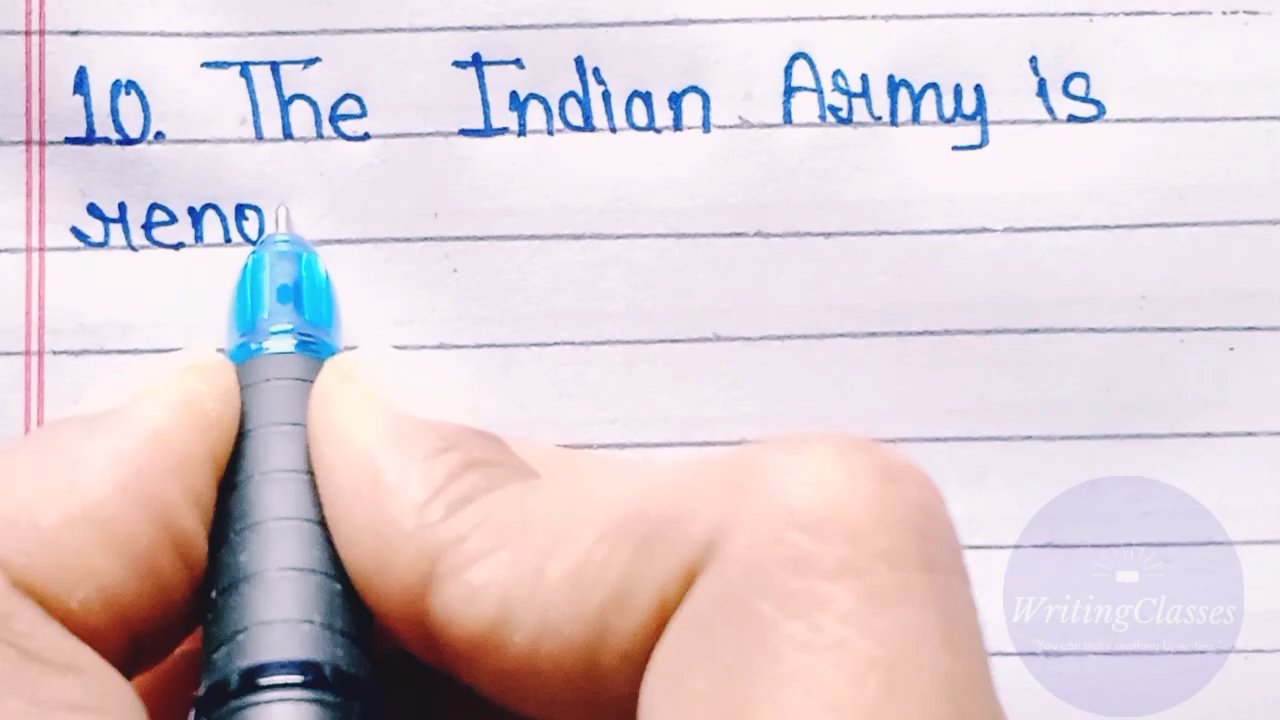 10. The Indian Army is
reno
WritingClasses